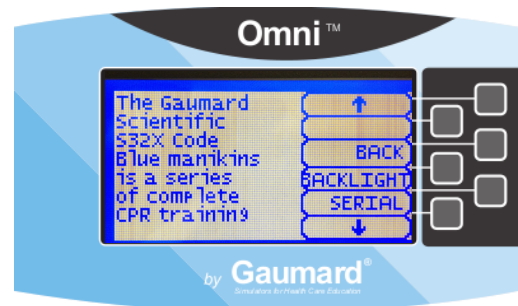 Omni™
The Gaumard
Scientific
S32X Code
Blue manikins
is a series
of complete
CPR training
↑
BACK
BACKLIGHT
SERIAL
↓
by Gaumard®
Simulators for Health Care Education